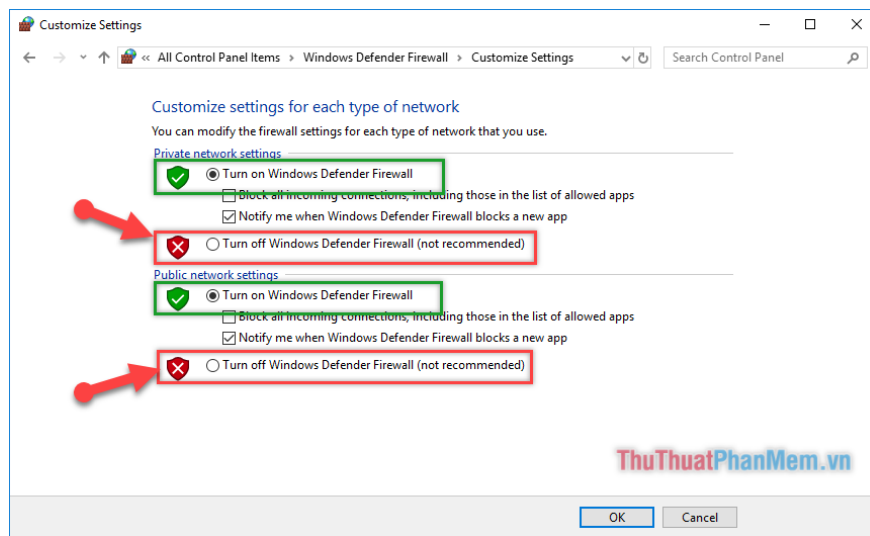 Customize Settings
« All Control Panel Items > Windows Defender Firewall > Customize Settings
Search Control Panel
Customize settings for each type of network
You can modify the firewall settings for each type of network that you use.
Private network settings
Turn on Windows Defender Firewall
Block all incoming connections, including those in the list of allowed apps
Notify me when Windows Defender Firewall blocks a new app
Turn off Windows Defender Firewall (not recommended)
Public network settings
Turn on Windows Defender Firewall
Block all incoming connections, including those in the list of allowed apps
Notify me when Windows Defender Firewall blocks a new app
Turn off Windows Defender Firewall (not recommended)
ThuThuatPhanMem.vn
OK Cancel